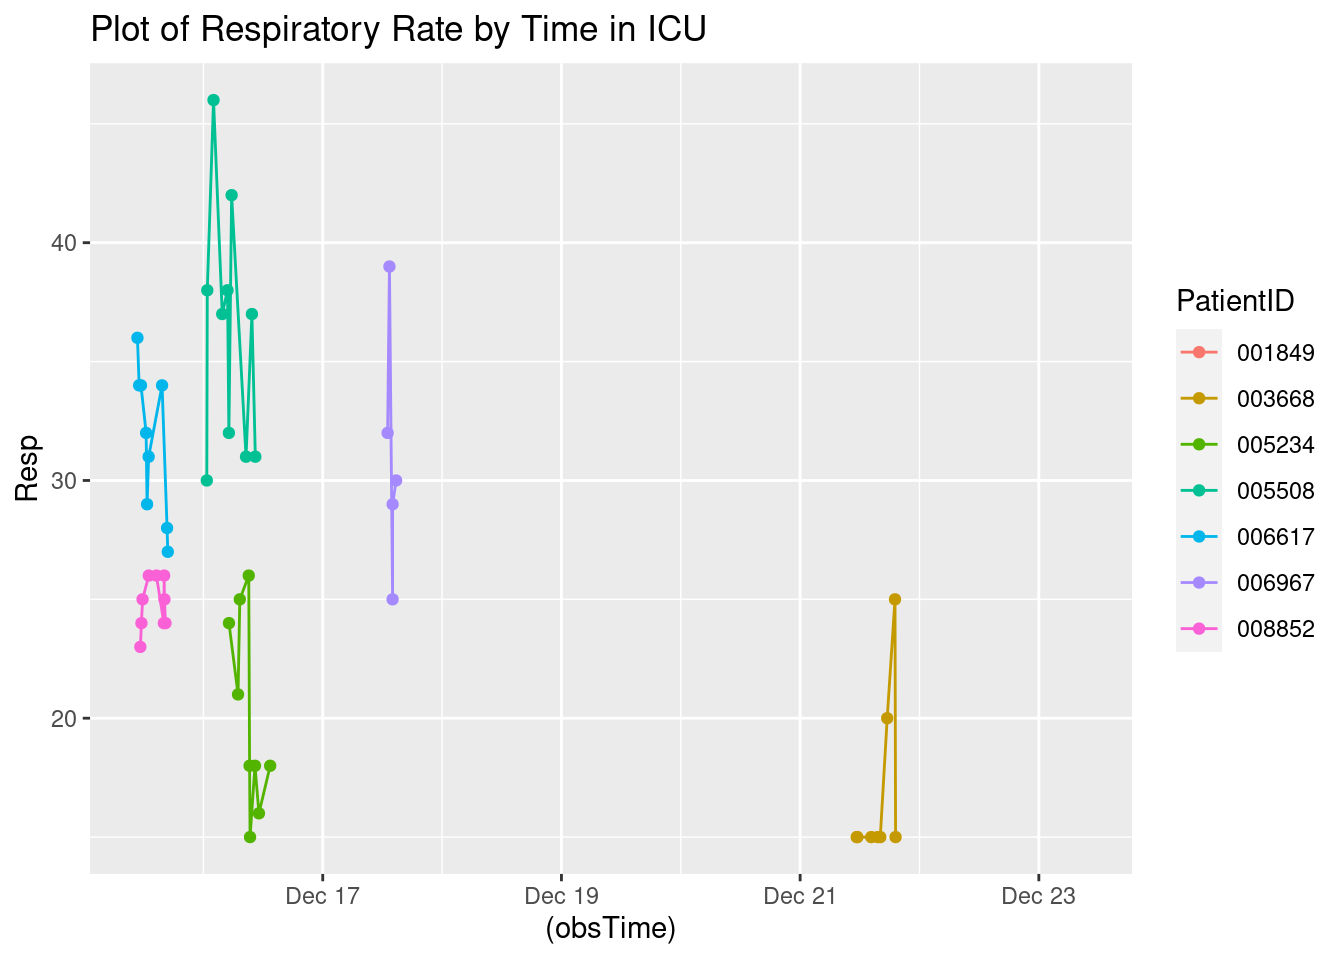 Plot of Respiratory Rate by Time in ICU
Resp
40
30
20
Dec 17 Dec 19 Dec 21 Dec 23
(obsTime)
PatientID
001849
003668
005234
005508
006617
006967
008852